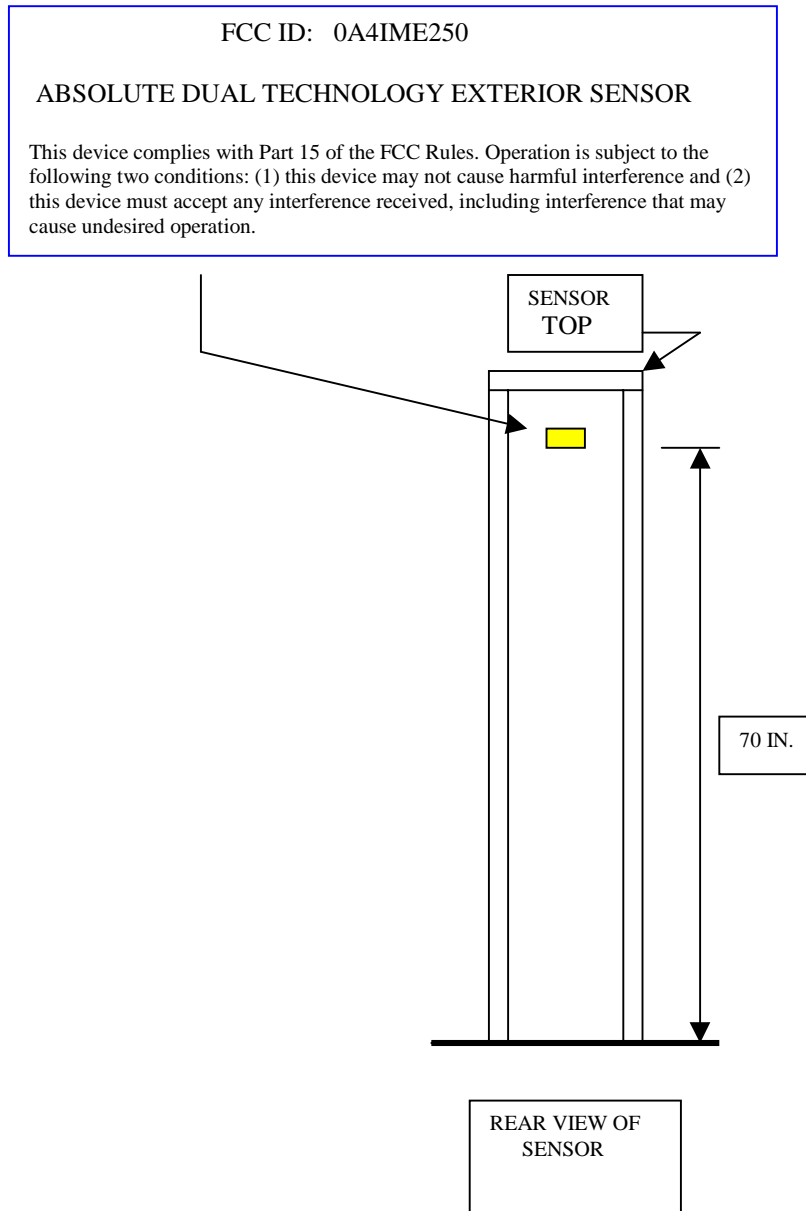 FCC ID: 0A4IME250
ABSOLUTE DUAL TECHNOLOGY EXTERIOR SENSOR
This device complies with Part 15 of the FCC Rules. Operation is subject to the
following two conditions: (1) this device may not cause harmful interference and (2)
this device must accept any interference received, including interference that may
cause undesired operation.
SENSOR
TOP
70 IN.
REAR VIEW OF
SENSOR